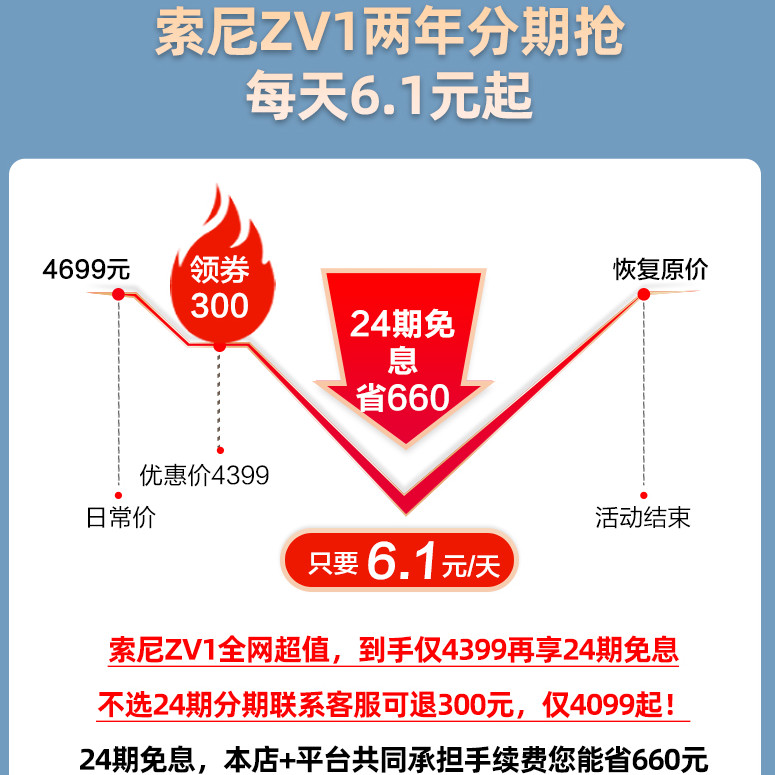 索尼ZV1两年分期抢
每天6.1元起
4699元
领券
300
24期免
息
省660
恢复原价
优惠价4399
日常价
活动结束
只要6.1元/天
索尼ZV1全网超值，到手仅4399再享24期免息
不选24期分期联系客服可退300元，仅4099起！
24期免息，本店+平台共同承担手续费您能省660元